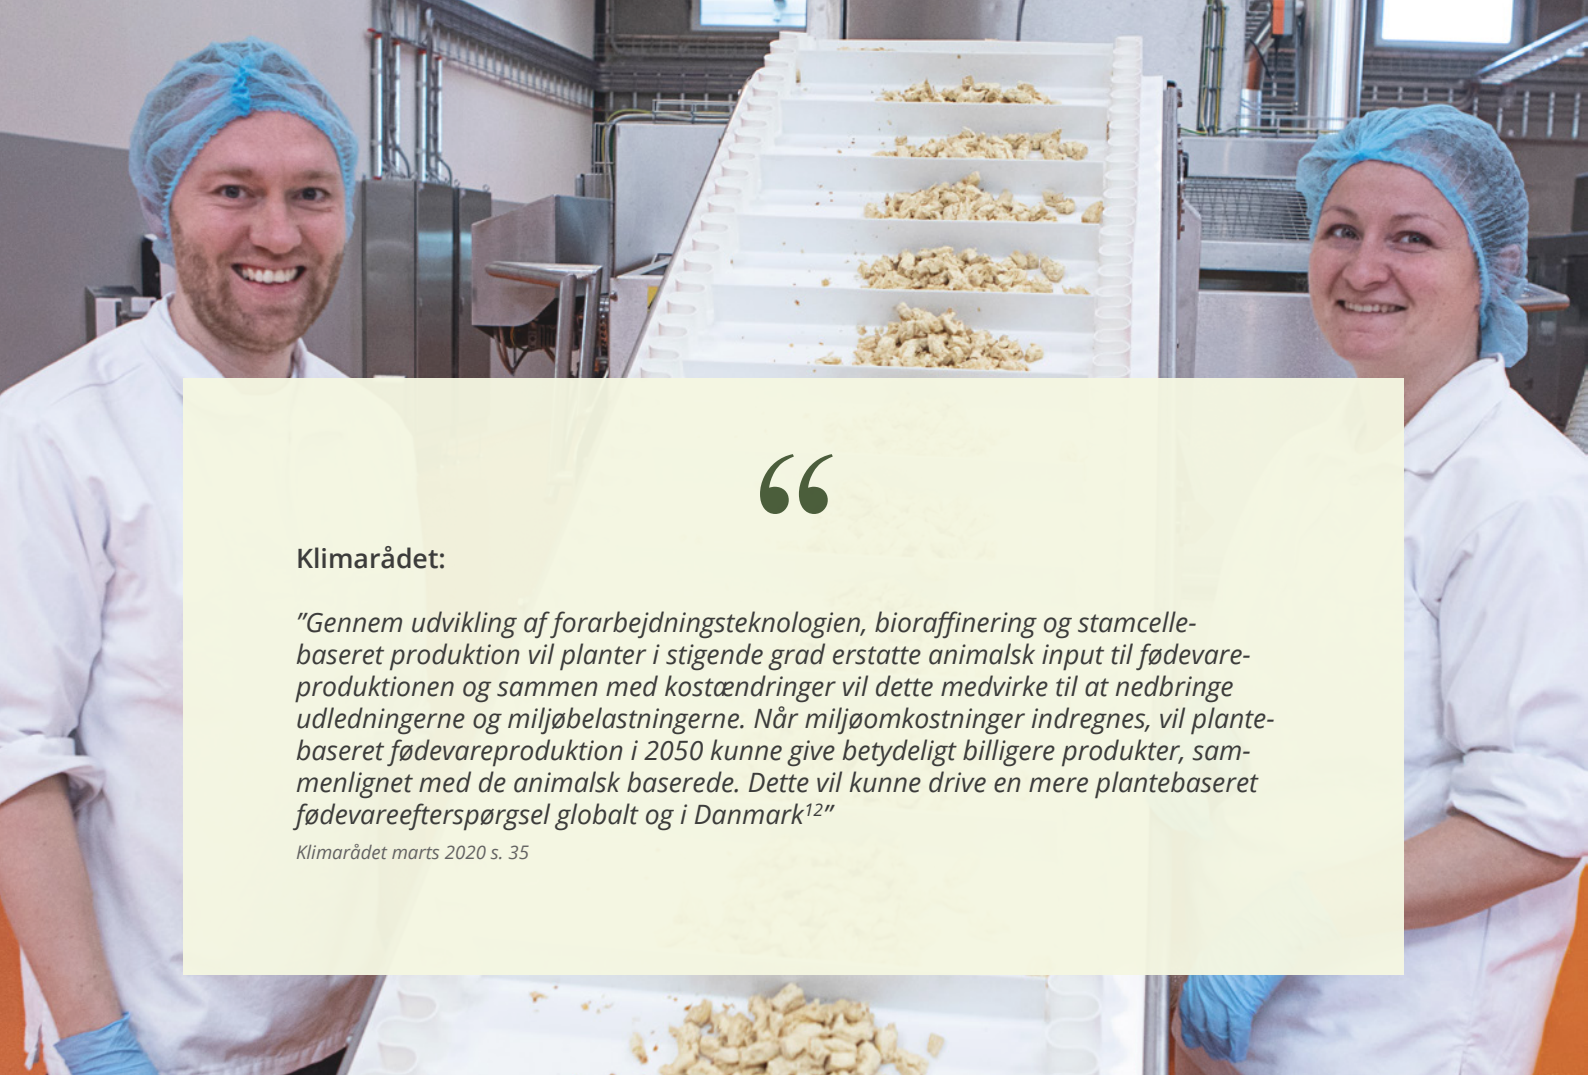 “
Klimarådet:
”Gennem udvikling af forarbejdningsteknologien, bioraffinering og stamcelle-
baseret produktion vil planter i stigende grad erstatte animalsk input til fødevare-
produktionen og sammen med kostændringer vil dette medvirke til at nedbringe
udledningerne og miljøbelastningerne. Når miljøomkostninger indregnes, vil plante-
baseret fødevareproduktion i 2050 kunne give betydeligt billigere produkter, sam-
menlignet med de animalsk baserede. Dette vil kunne drive en mere plantebaseret
fødevareefterspørgsel globalt og i Danmark¹²”
Klimarådet marts 2020 s. 35